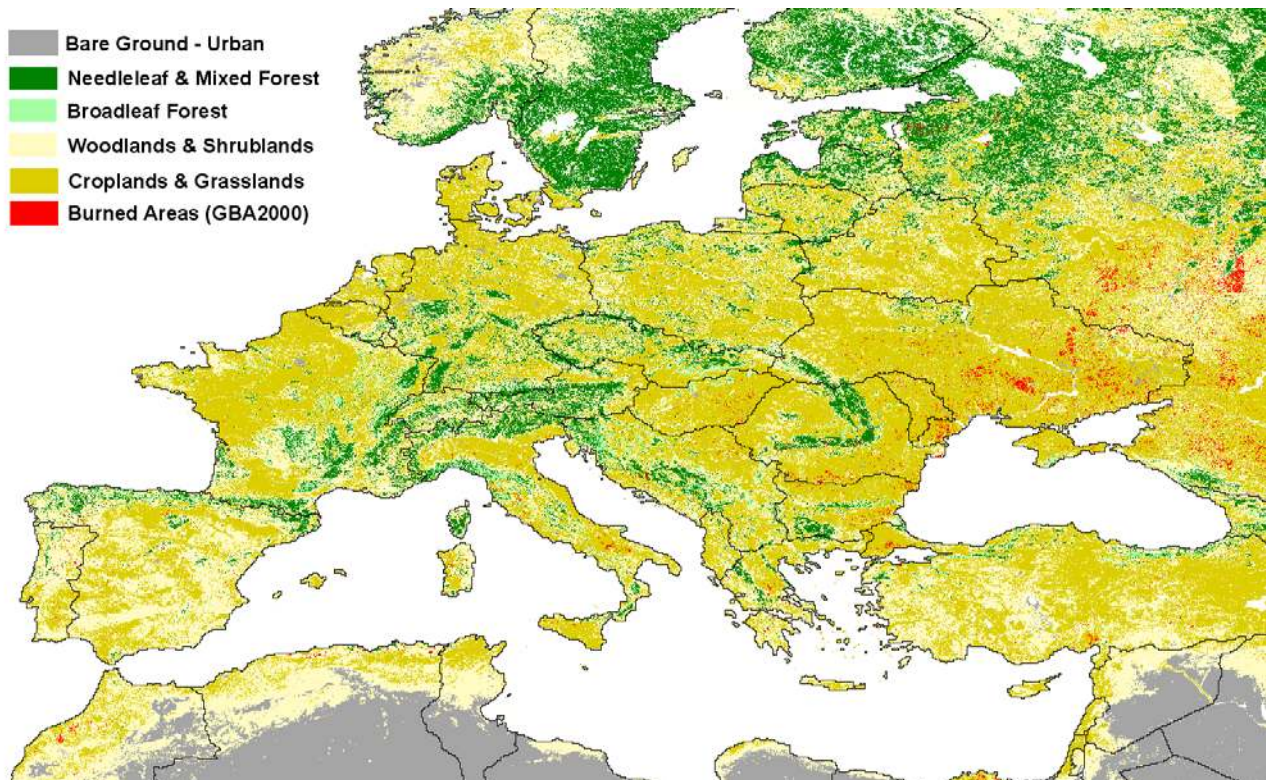 Bare Ground - Urban
Needleleaf & Mixed Forest
Broadleaf Forest
Woodlands & Shrublands
Croplands & Grasslands
Burned Areas (GBA2000)